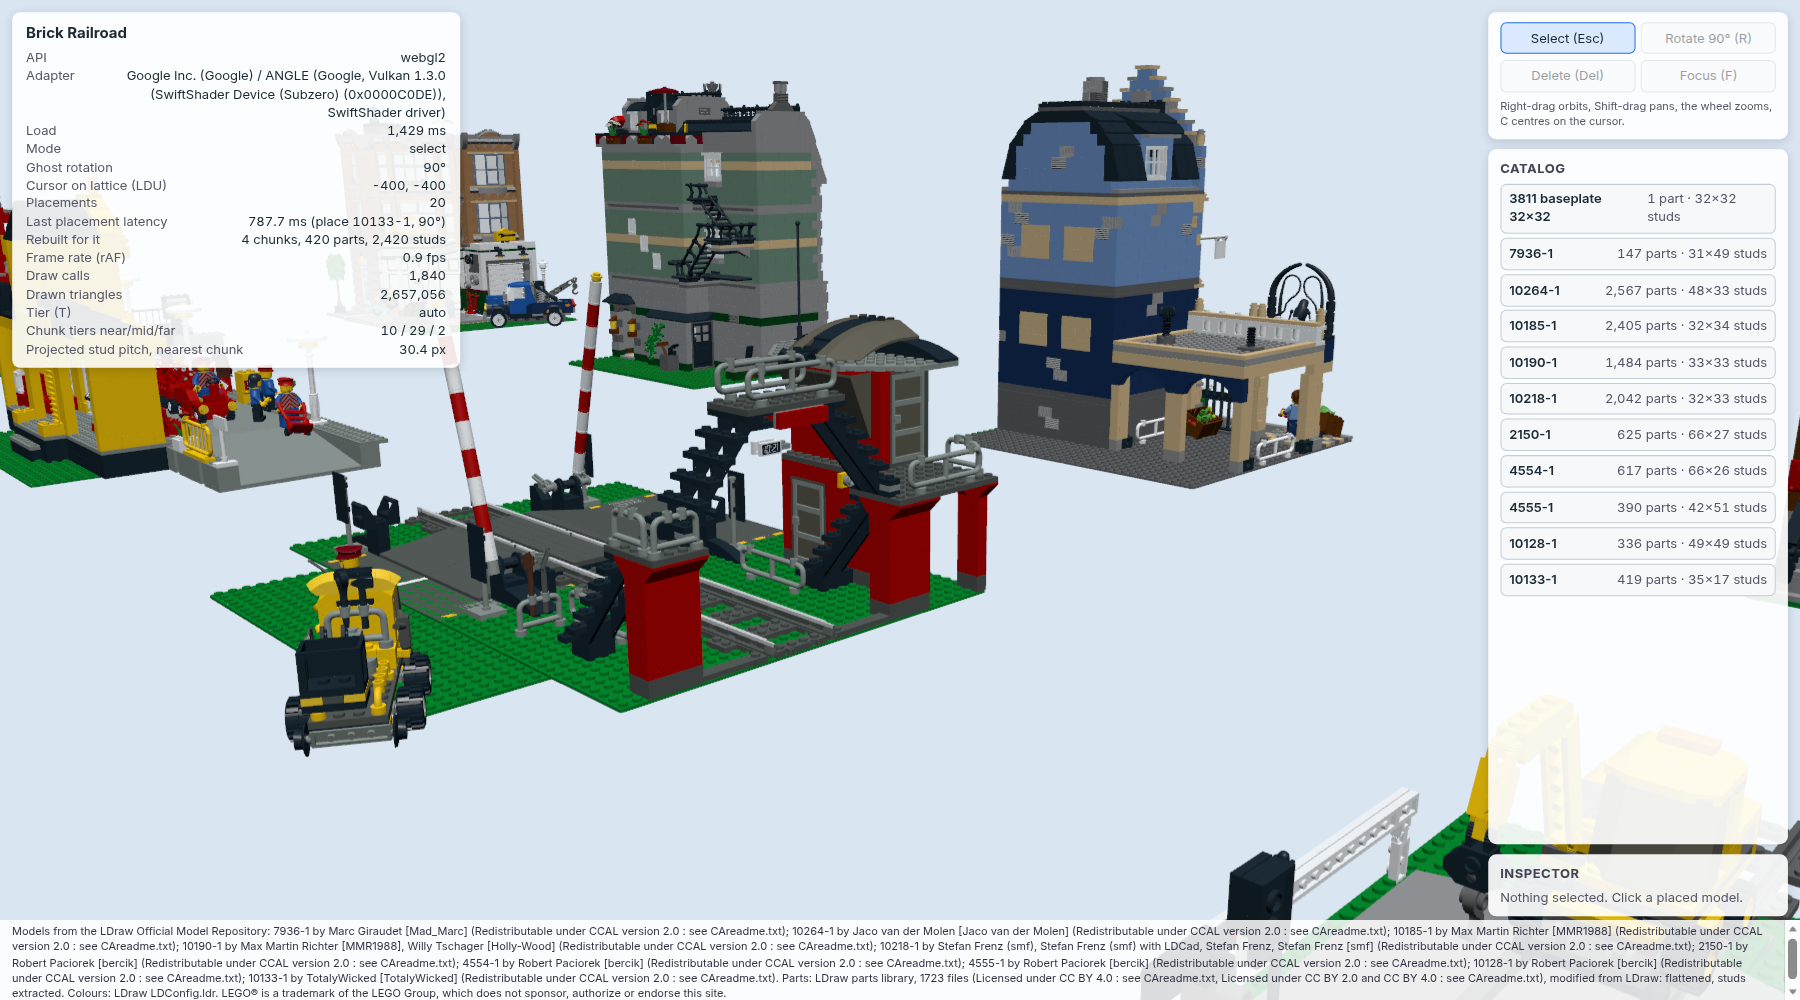 Brick Railroad
API webgl2
Adapter Google Inc. (Google) / ANGLE (Google, Vulkan 1.3.0
(SwiftShader Device (Subzero) (0x0000C0DE)),
SwiftShader driver)
Load 1,429 ms
Mode select
Ghost rotation 90°
Cursor on lattice (LDU) -400, -400
Placements 20
Last placement latency 787.7 ms (place 10133-1, 90°)
Rebuilt for it 4 chunks, 420 parts, 2,420 studs
Frame rate (rAF) 0.9 fps
Draw calls 1,840
Drawn triangles 2,657,056
Tier (T) auto
Chunk tiers near/mid/far 10 / 29 / 2
Projected stud pitch, nearest chunk 30.4 px
Select (Esc) Rotate 90° (R)
Delete (Del) Focus (F)
Right-drag orbits, Shift-drag pans, the wheel zooms,
C centres on the cursor.
CATALOG
3811 baseplate 1 part · 32×32
32×32 studs
7936-1 147 parts · 31×49 studs
10264-1 2,567 parts · 48×33 studs
10185-1 2,405 parts · 32×34 studs
10190-1 1,484 parts · 33×33 studs
10218-1 2,042 parts · 32×33 studs
2150-1 625 parts · 66×27 studs
4554-1 617 parts · 66×26 studs
4555-1 390 parts · 42×51 studs
10128-1 336 parts · 49×49 studs
10133-1 419 parts · 35×17 studs
INSPECTOR
Nothing selected. Click a placed model.
Models from the LDraw Official Model Repository: 7936-1 by Marc Giraudet [Mad_Marc] (Redistributable under CCAL version 2.0 : see CAreadme.txt); 10264-1 by Jaco van der Molen [Jaco van der Molen] (Redistributable under CCAL version 2.0 : see CAreadme.txt); 10185-1 by Max Martin Richter [MMR1988] (Redistributable under CCAL
version 2.0 : see CAreadme.txt); 10190-1 by Max Martin Richter [MMR1988], Willy Tschager [Holly-Wood] (Redistributable under CCAL version 2.0 : see CAreadme.txt); 10218-1 by Stefan Frenz (smf), Stefan Frenz (smf) with LDCad, Stefan Frenz, Stefan Frenz [smf] (Redistributable under CCAL version 2.0 : see CAreadme.txt); 2150-1 by
Robert Paciorek [bercik] (Redistributable under CCAL version 2.0 : see CAreadme.txt); 4554-1 by Robert Paciorek [bercik] (Redistributable under CCAL version 2.0 : see CAreadme.txt); 4555-1 by Robert Paciorek [bercik] (Redistributable under CCAL version 2.0 : see CAreadme.txt); 10128-1 by Robert Paciorek [bercik] (Redistributable
under CCAL version 2.0 : see CAreadme.txt); 10133-1 by TotalyWicked [TotalyWicked] (Redistributable under CCAL version 2.0 : see CAreadme.txt). Parts: LDraw parts library, 1723 files (Licensed under CC BY 4.0 : see CAreadme.txt, Licensed under CC BY 2.0 and CC BY 4.0 : see CAreadme.txt), modified from LDraw: flattened, studs
extracted. Colours: LDraw LDConfig.ldr. LEGO® is a trademark of the LEGO Group, which does not sponsor, authorize or endorse this site.